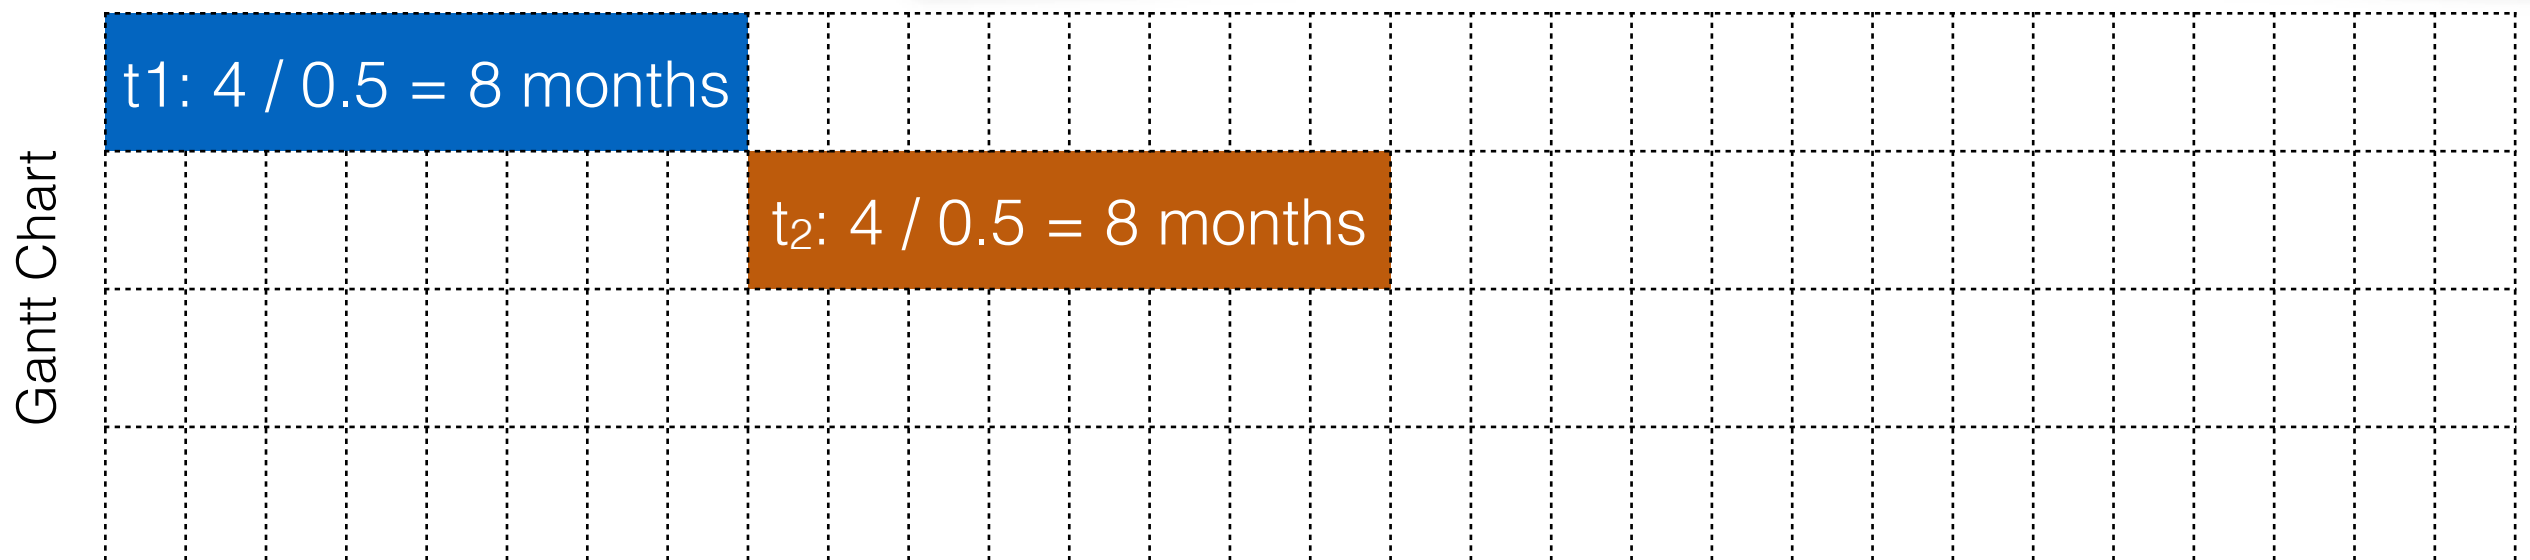 t1: 4 / 0.5 = 8 months
t₂: 4 / 0.5 = 8 months
Gantt Chart